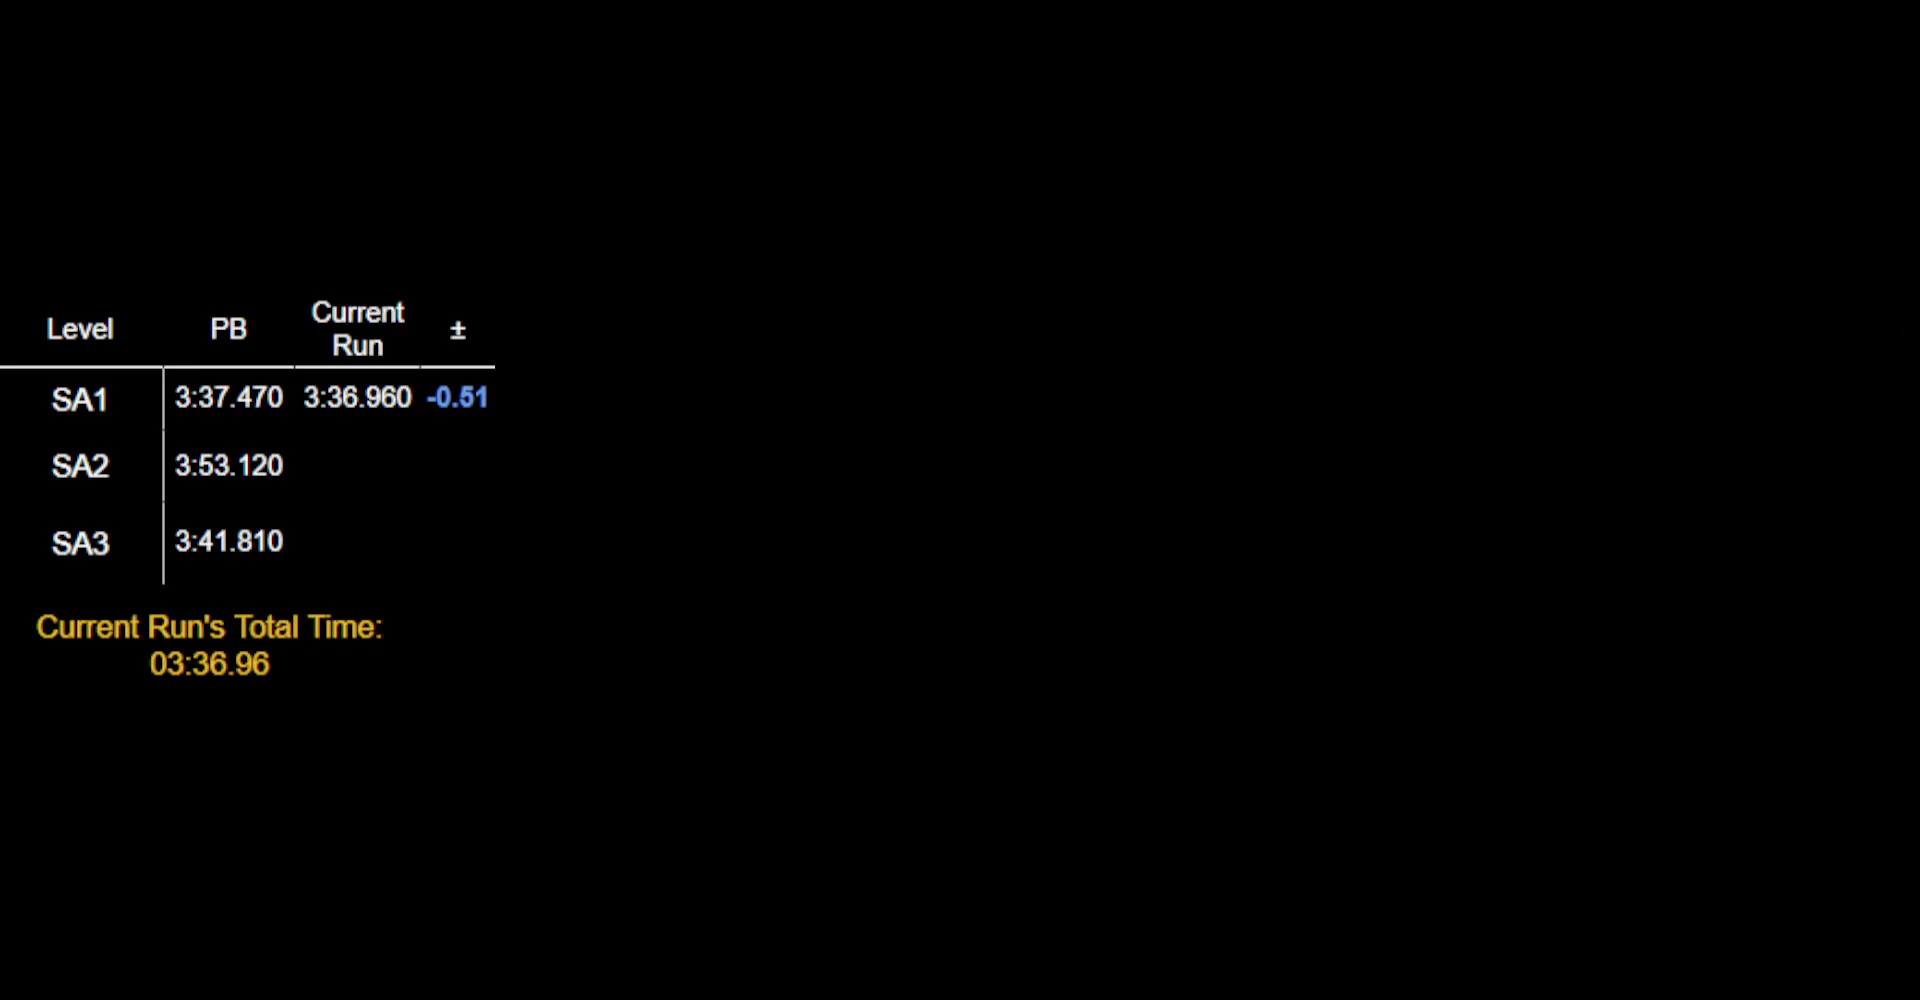 Level PB Current Run ±
SA1 3:37.470 3:36.960 -0.51
SA2 3:53.120
SA3 3:41.810
Current Run's Total Time:
03:36.96